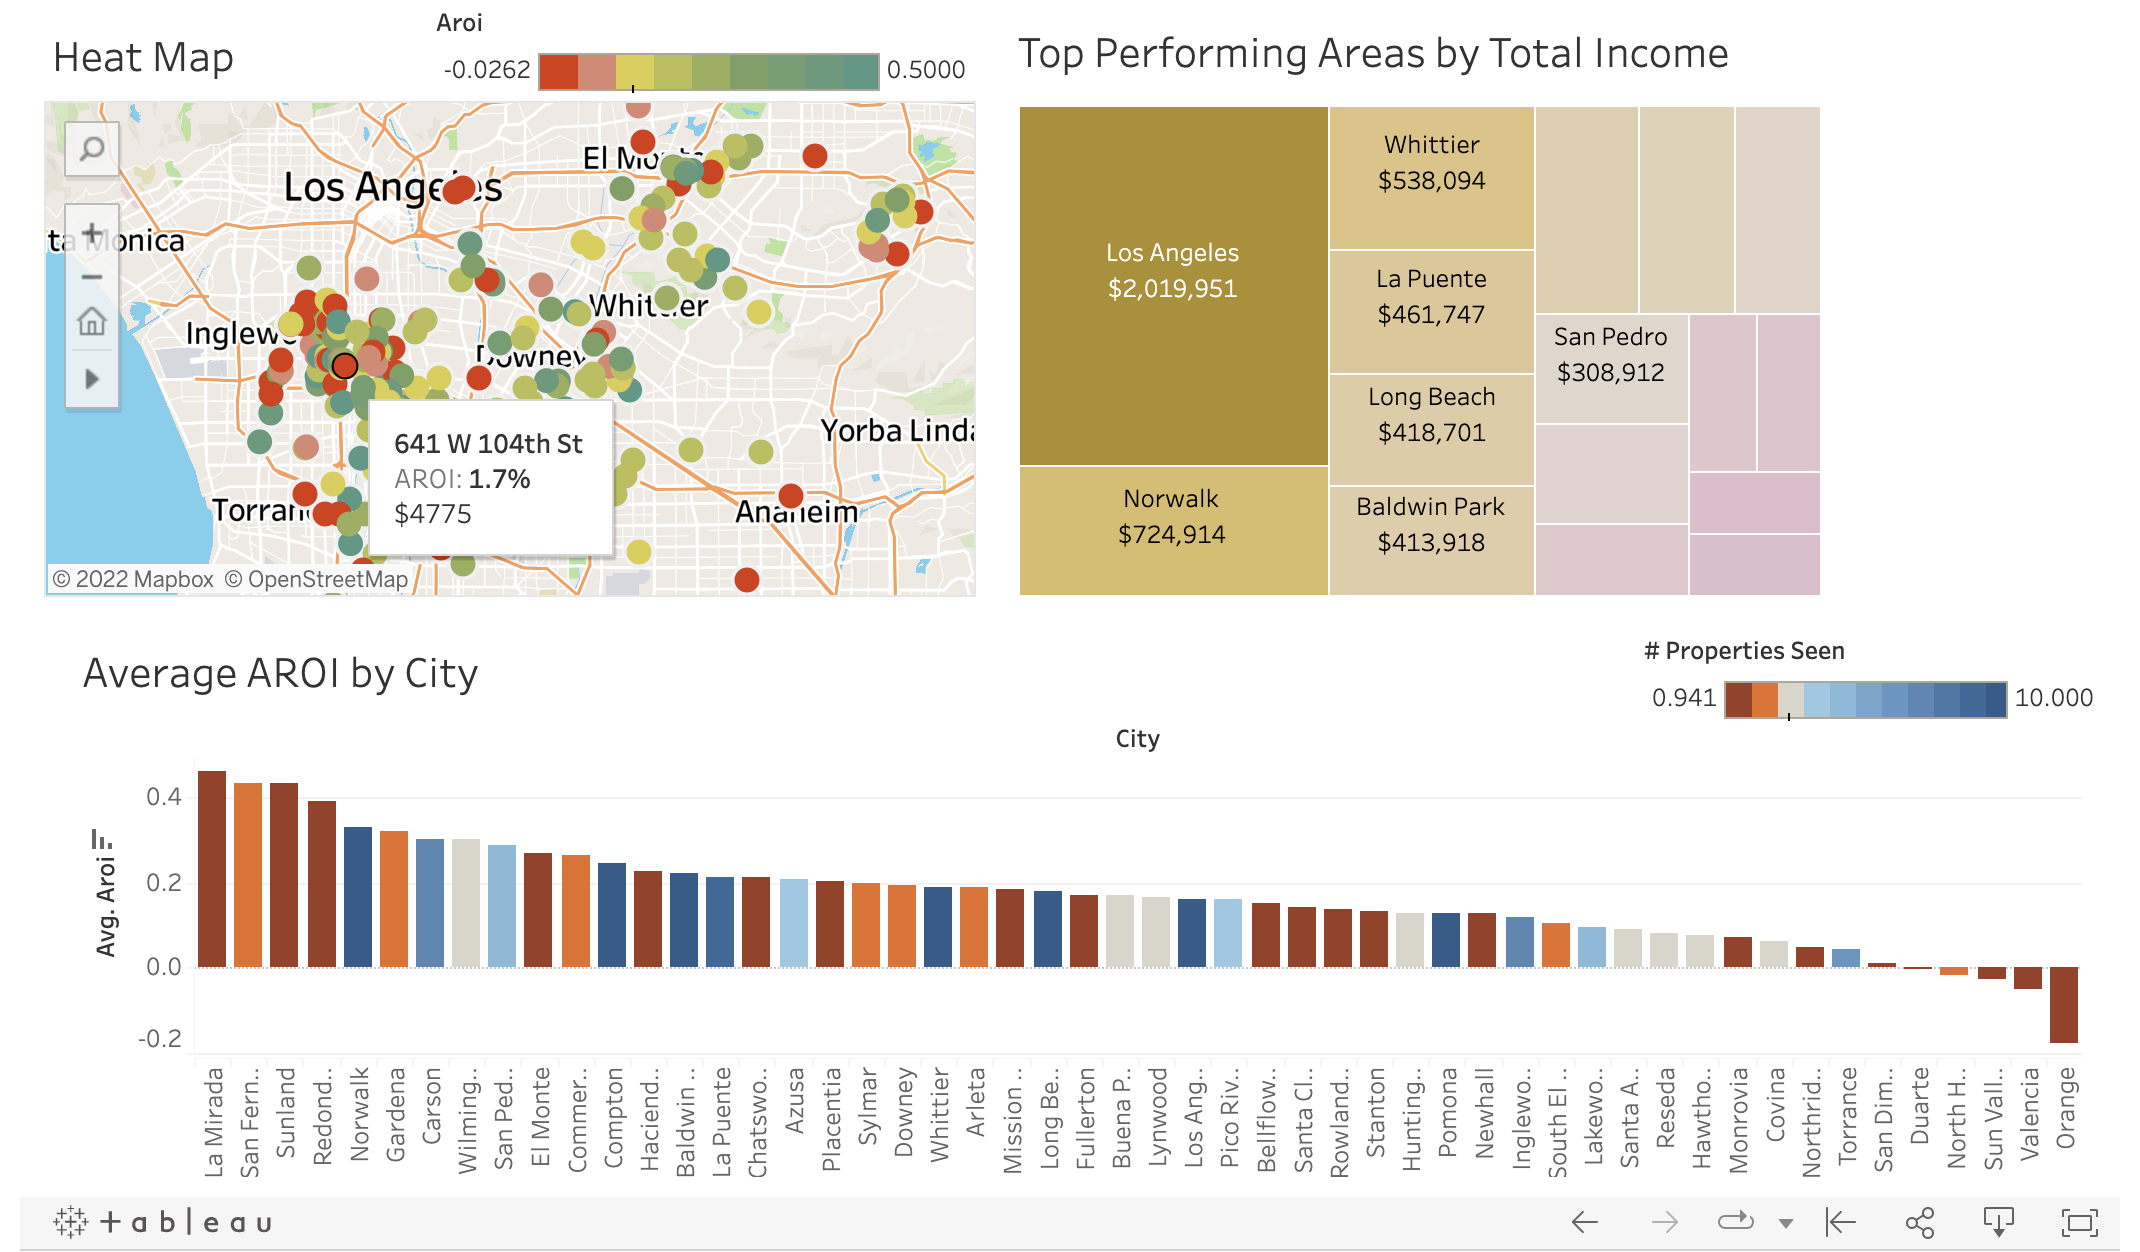 Aroi
Heat Map
-0.0262
0.5000
Top Performing Areas by Total Income
El Mo
Los Angeles
ta Monica
Inglew
Whittier
Downey
Yorba Linda
Torran
Anaheim
641 W 104th St
AROI: 1.7%
$4775
© 2022 Mapbox © OpenStreetMap
Los Angeles
$2,019,951
Norwalk
$724,914
Whittier
$538,094
La Puente
$461,747
Long Beach
$418,701
Baldwin Park
$413,918
San Pedro
$308,912
Average AROI by City
# Properties Seen
0.941
10.000
City
Avg. Aroi
0.4
0.2
0.0
-0.2
La Mirada
San Fern..
Sunland
Redond..
Norwalk
Gardena
Carson
Wilming..
San Ped..
El Monte
Commer..
Compton
Haciend..
Baldwin ..
La Puente
Chatswo..
Azusa
Placentia
Sylmar
Downey
Whittier
Arleta
Mission ..
Long Be..
Fullerton
Buena P..
Lynwood
Los Ang..
Pico Riv..
Bellflow..
Santa Cl..
Rowland..
Stanton
Hunting..
Pomona
Newhall
Inglewo..
South El ..
Lakewo..
Santa A..
Reseda
Hawtho..
Monrovia
Covina
Northrid..
Torrance
San Dim..
Duarte
North H..
Sun Vall..
Valencia
Orange
+ableau